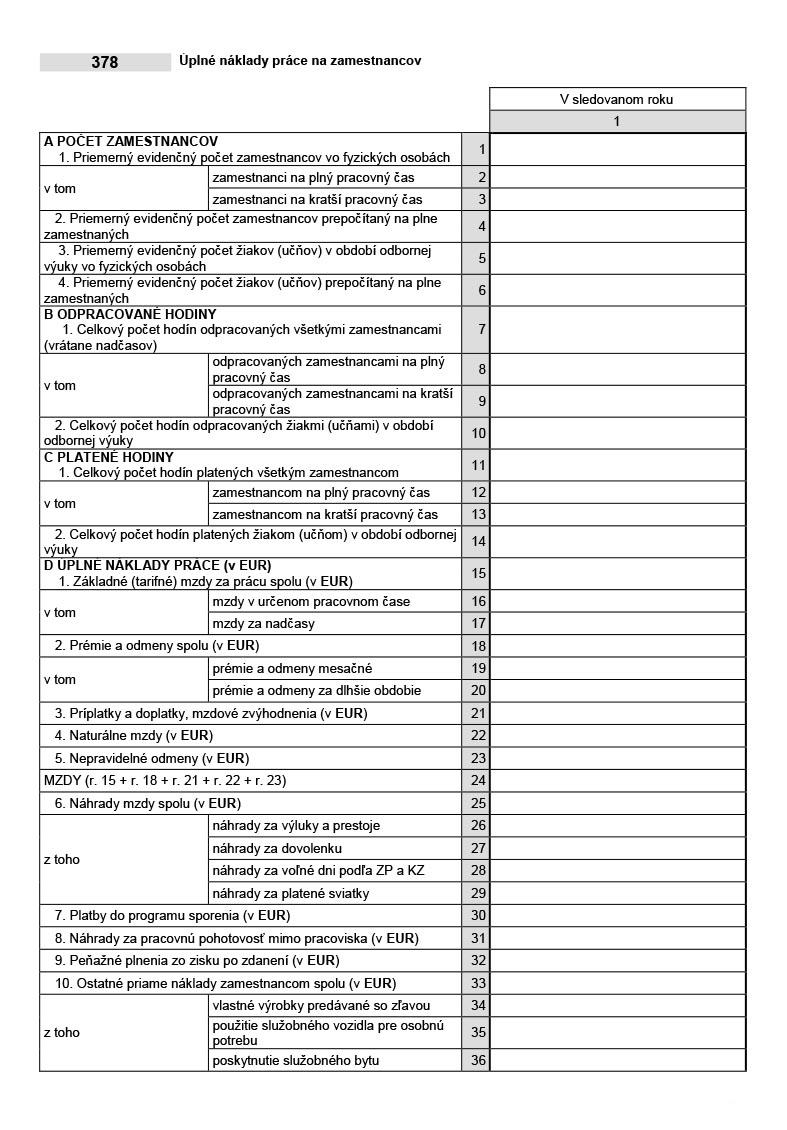 378 Úplné náklady práce na zamestnancov
V sledovanom roku
1
A POČET ZAMESTNANCOV
1. Priemerný evidenčný počet zamestnancov vo fyzických osobách 1
v tom
zamestnanci na plný pracovný čas 2
zamestnanci na kratší pracovný čas 3
2. Priemerný evidenčný počet zamestnancov prepočítaný na plne
zamestnaných 4
3. Priemerný evidenčný počet žiakov (učňov) v období odbornej
výuky vo fyzických osobách 5
4. Priemerný evidenčný počet žiakov (učňov) prepočítaný na plne
zamestnaných 6
B ODPRACOVANÉ HODINY
1. Celkový počet hodín odpracovaných všetkými zamestnancami 7
(vrátane nadčasov)
v tom
odpracovaných zamestnancami na plný
pracovný čas 8
odpracovaných zamestnancami na kratší
pracovný čas 9
2. Celkový počet hodín odpracovaných žiakmi (učňami) v období
odbornej výuky 10
C PLATENÉ HODINY
1. Celkový počet hodín platených všetkým zamestnancom 11
v tom
zamestnancom na plný pracovný čas 12
zamestnancom na kratší pracovný čas 13
2. Celkový počet hodín platených žiakom (učňom) v období odbornej
výuky 14
D ÚPLNÉ NÁKLADY PRÁCE (v EUR)
1. Základné (tarifné) mzdy za prácu spolu (v EUR) 15
v tom
mzdy v určenom pracovnom čase 16
mzdy za nadčasy 17
2. Prémie a odmeny spolu (v EUR) 18
v tom
prémie a odmeny mesačné 19
prémie a odmeny za dlhšie obdobie 20
3. Príplatky a doplatky, mzdové zvýhodnenia (v EUR) 21
4. Naturálne mzdy (v EUR) 22
5. Nepravidelné odmeny (v EUR) 23
MZDY (r. 15 + r. 18 + r. 21 + r. 22 + r. 23) 24
6. Náhrady mzdy spolu (v EUR) 25
z toho
náhrady za výluky a prestoje 26
náhrady za dovolenku 27
náhrady za voľné dni podľa ZP a KZ 28
náhrady za platené sviatky 29
7. Platby do programu sporenia (v EUR) 30
8. Náhrady za pracovnú pohotovosť mimo pracoviska (v EUR) 31
9. Peňažné plnenia zo zisku po zdanení (v EUR) 32
10. Ostatné priame náklady zamestnancom spolu (v EUR) 33
z toho
vlastné výrobky predávané so zľavou 34
použitie služobného vozidla pre osobnú
potrebu 35
poskytnutie služobného bytu 36